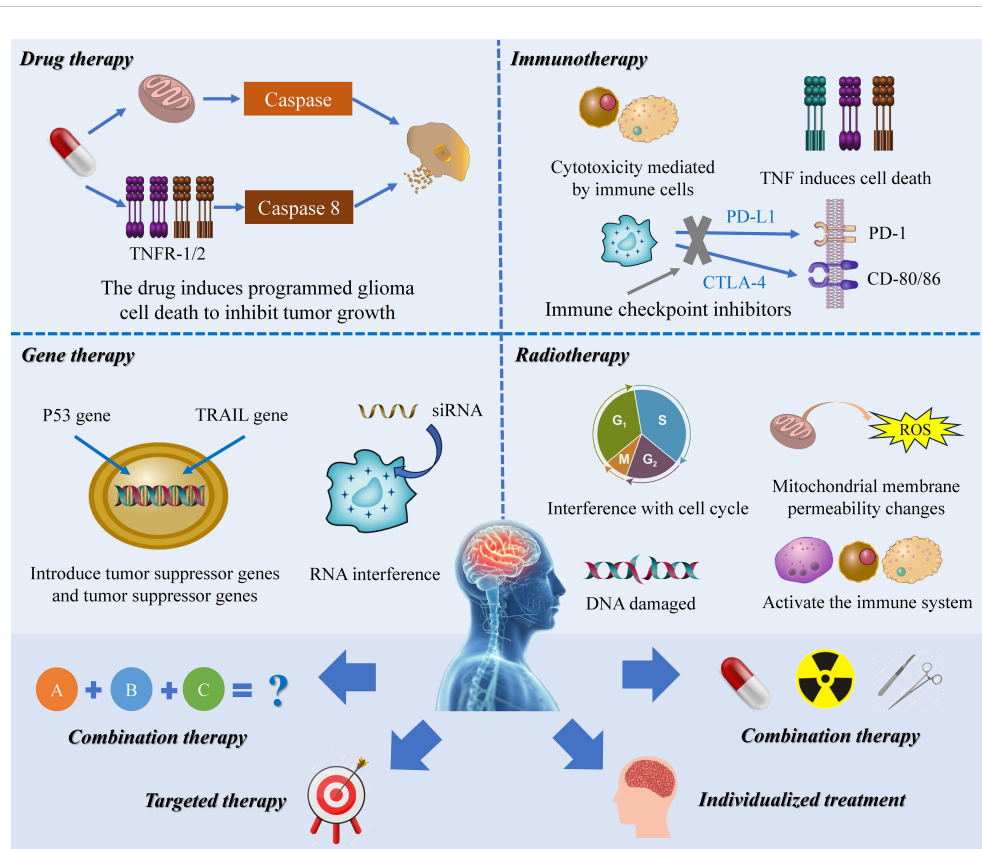 Drug therapy
Caspase
Caspase 8
TNFR-1/2
The drug induces programmed glioma
cell death to inhibit tumor growth
Immunotherapy
Cytotoxicity mediated
by immune cells
TNF induces cell death
PD-L1
PD-1
CTLA-4
CD-80/86
Immune checkpoint inhibitors
Gene therapy
P53 gene
TRAIL gene
siRNA
Introduce tumor suppressor genes
and tumor suppressor genes
RNA interference
Radiotherapy
G1
S
M
G2
ROS
Interference with cell cycle
Mitochondrial membrane
permeability changes
DNA damaged
Activate the immune system
A + B + C = ?
Combination therapy
Combination therapy
Targeted therapy
Individualized treatment